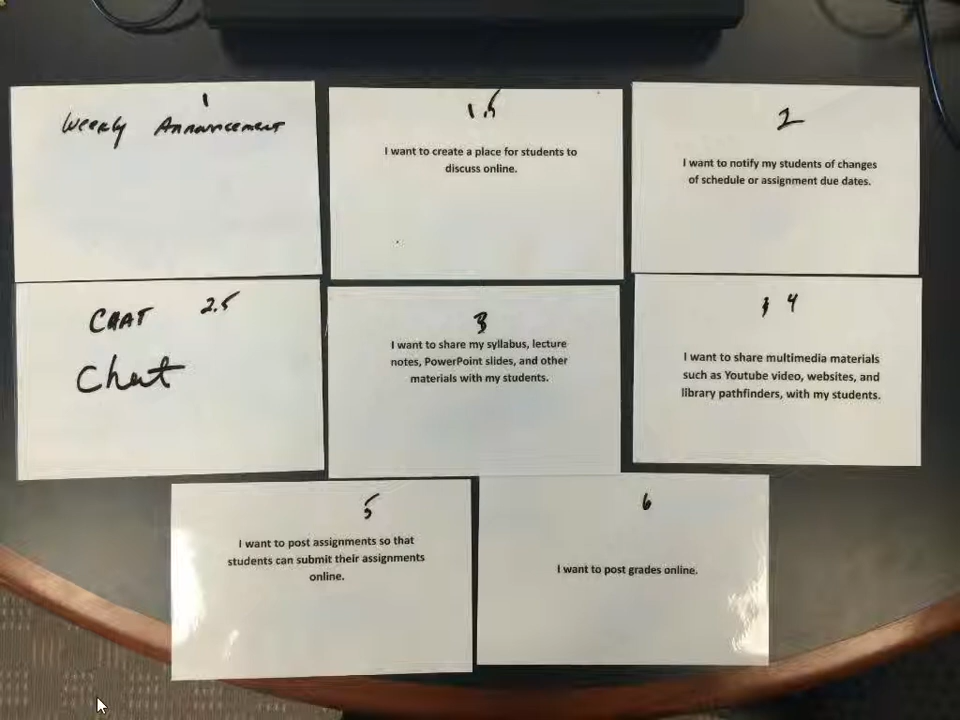 1
Weekly Announcement
1.5
I want to create a place for students to
discuss online.
2
I want to notify my students of changes
of schedule or assignment due dates.
CHAT 2.5
Chat
3
I want to share my syllabus, lecture
notes, PowerPoint slides, and other
materials with my students.
4
I want to share multimedia materials
such as Youtube video, websites, and
library pathfinders, with my students.
5
I want to post assignments so that
students can submit their assignments
online.
6
I want to post grades online.